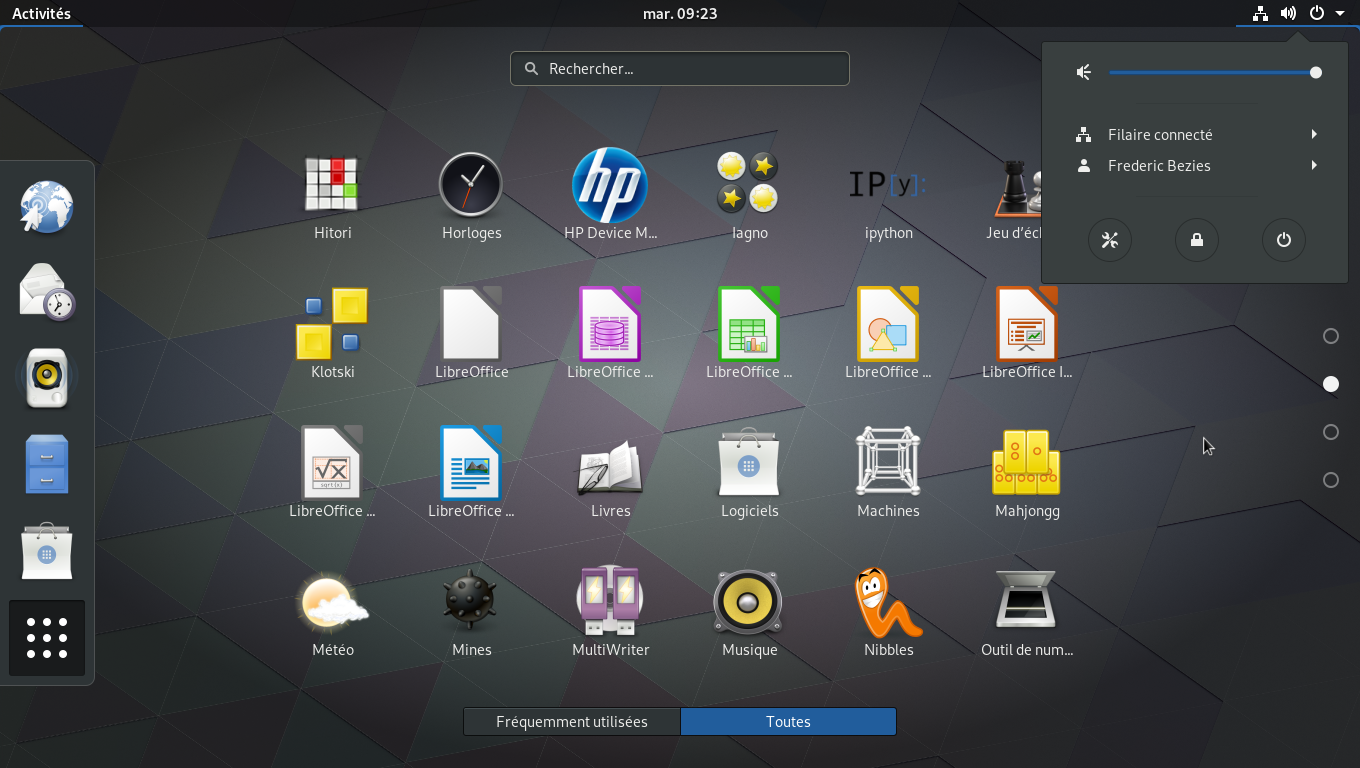 Activités
mar. 09:23
Rechercher...
Filaire connecté
Frederic Bezies
hp
IP[y]:
Hitori
Horloges
HP Device M...
Iagno
ipython
Jeu d'éch
Klotski
LibreOffice
LibreOffice ...
LibreOffice ...
LibreOffice ...
LibreOffice I...
√x
sqrt(x)
LibreOffice ...
LibreOffice ...
Livres
Logiciels
Machines
Mahjongg
Météo
Mines
MultiWriter
Musique
Nibbles
Outil de num...
Fréquemment utilisées
Toutes